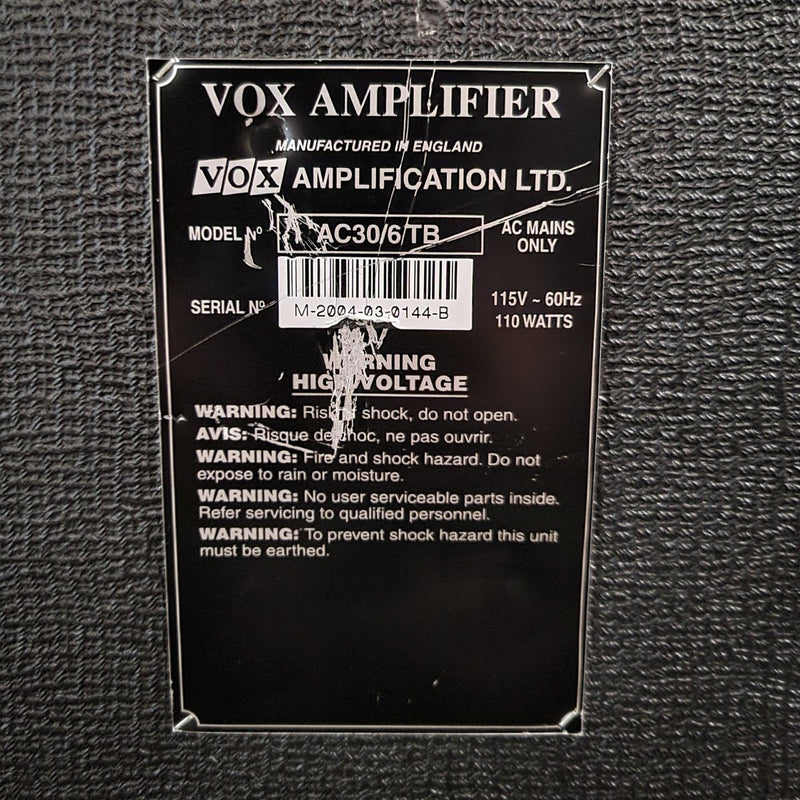 VOX AMPLIFIER
MANUFACTURED IN ENGLAND
VOX AMPLIFICATION LTD.
MODEL Nº AC30/6/TB AC MAINS ONLY
SERIAL Nº M-2004-03-0144-B 115V ~ 60Hz
110 WATTS
WARNING
HIGH VOLTAGE
WARNING: Risk of shock, do not open.
AVIS: Risque de choc, ne pas ouvrir.
WARNING: Fire and shock hazard. Do not
expose to rain or moisture.
WARNING: No user serviceable parts inside.
Refer servicing to qualified personnel.
WARNING: To prevent shock hazard this unit
must be earthed.